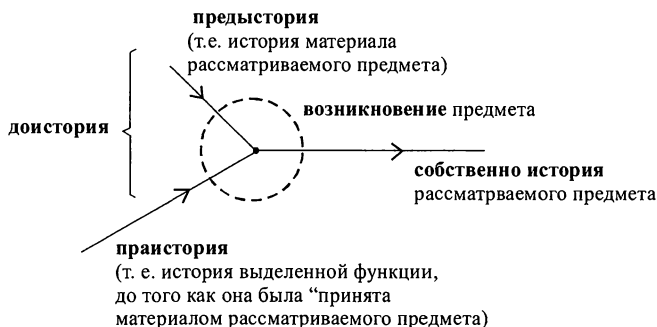 предыстория
(т.е. история материала
рассматриваемого предмета)
возникновение предмета
доистория
собственно история
рассматрваемого предмета
праистория
(т. е. история выделенной функции,
до того как она была “принята
материалом рассматриваемого предмета)